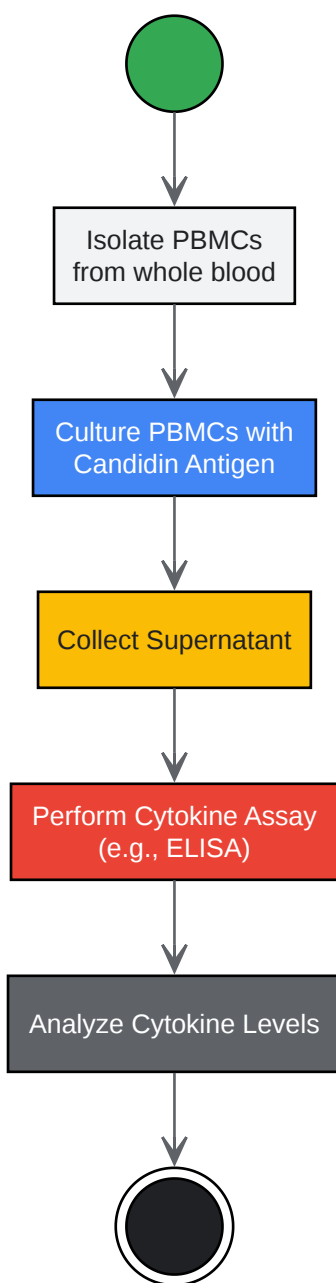 Isolate PBMCs
from whole blood
Culture PBMCs with
Candidin Antigen
Collect Supernatant
Perform Cytokine Assay
(e.g., ELISA)
Analyze Cytokine Levels